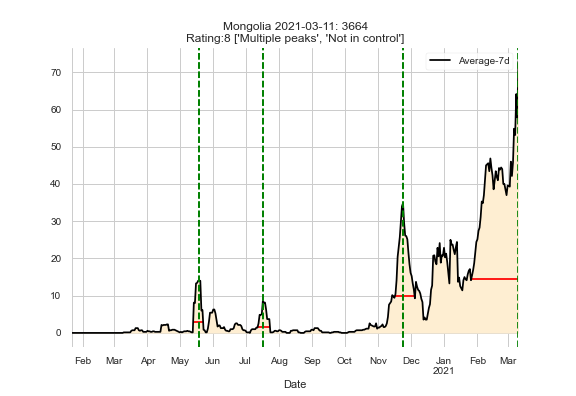 Mongolia 2021-03-11: 3664
Rating:8 ['Multiple peaks', 'Not in control']
Average-7d
70
60
50
40
30
20
10
0
Feb Mar Apr May Jun Jul Aug Sep Oct Nov Dec Jan Feb Mar
2021
Date